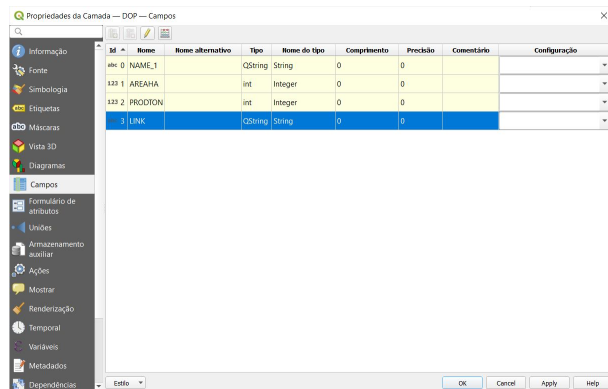 Propriedades da Camada — DOP — Campos
Informação
Fonte
Simbologia
abc Etiquetas
abc Máscaras
Vista 3D
Diagramas
Campos
Formulário de
atributos
Uniões
Armazenamento
auxiliar
Ações
Mostrar
Renderização
Temporal
Variáveis
Metadados
Dependências
Id Nome Nome alternativo Tipo Nome do tipo Comprimento Precisão Comentário Configuração
abc 0 NAME_1 QString String 0 0
123 1 AREAHA int Integer 0 0
123 2 PRODTON int Integer 0 0
3 LINK QString String 0 0
Estilo
OK Cancel Apply Help